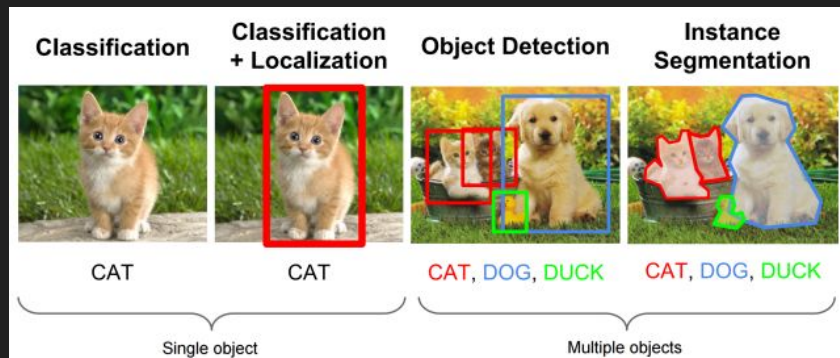 Classification
Classification
+ Localization
Object Detection
Instance
Segmentation
CAT
CAT
CAT, DOG, DUCK
CAT, DOG, DUCK
Single object
Multiple objects